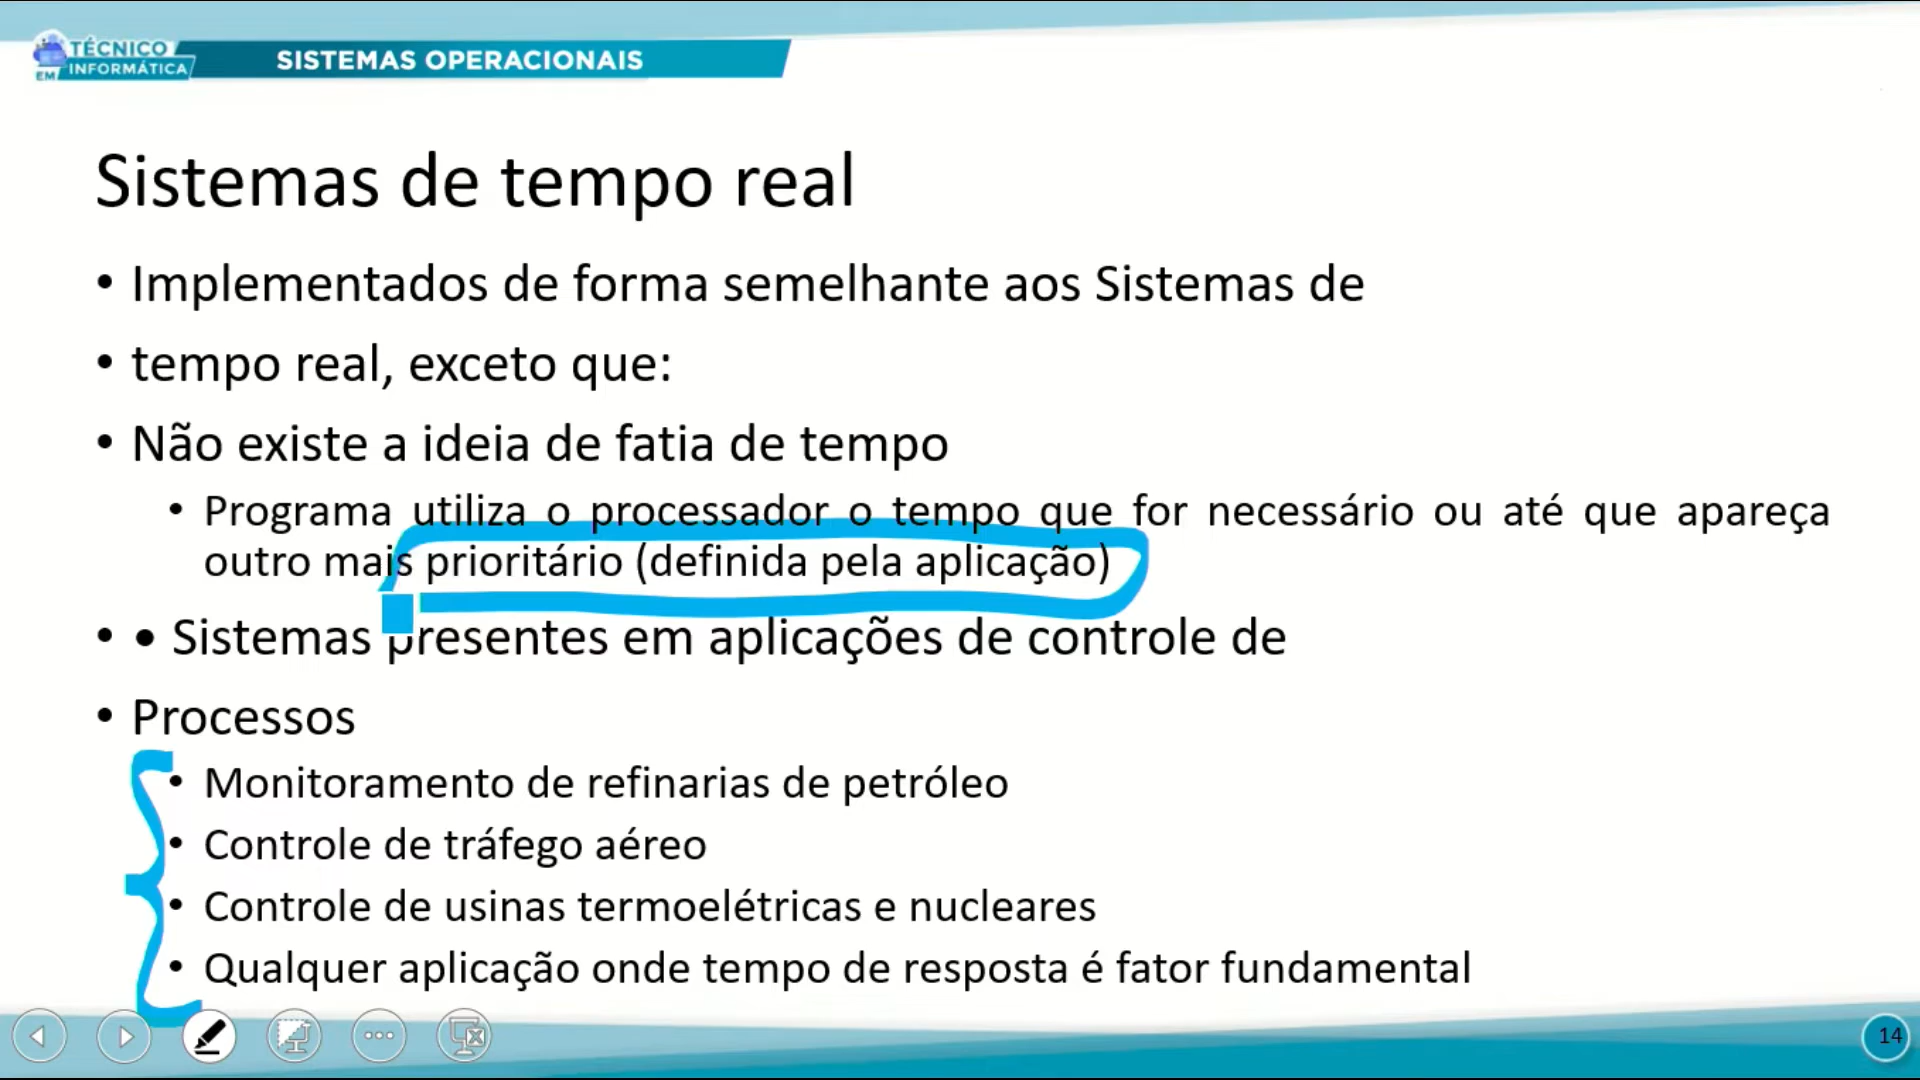 TÉCNICO
EM INFORMÁTICA
SISTEMAS OPERACIONAIS
Sistemas de tempo real
• Implementados de forma semelhante aos Sistemas de
• tempo real, exceto que:
• Não existe a ideia de fatia de tempo
• Programa utiliza o processador o tempo que for necessário ou até que apareça
outro mais prioritário (definida pela aplicação)
• • Sistemas presentes em aplicações de controle de
• Processos
• Monitoramento de refinarias de petróleo
• Controle de tráfego aéreo
• Controle de usinas termoelétricas e nucleares
• Qualquer aplicação onde tempo de resposta é fator fundamental
14